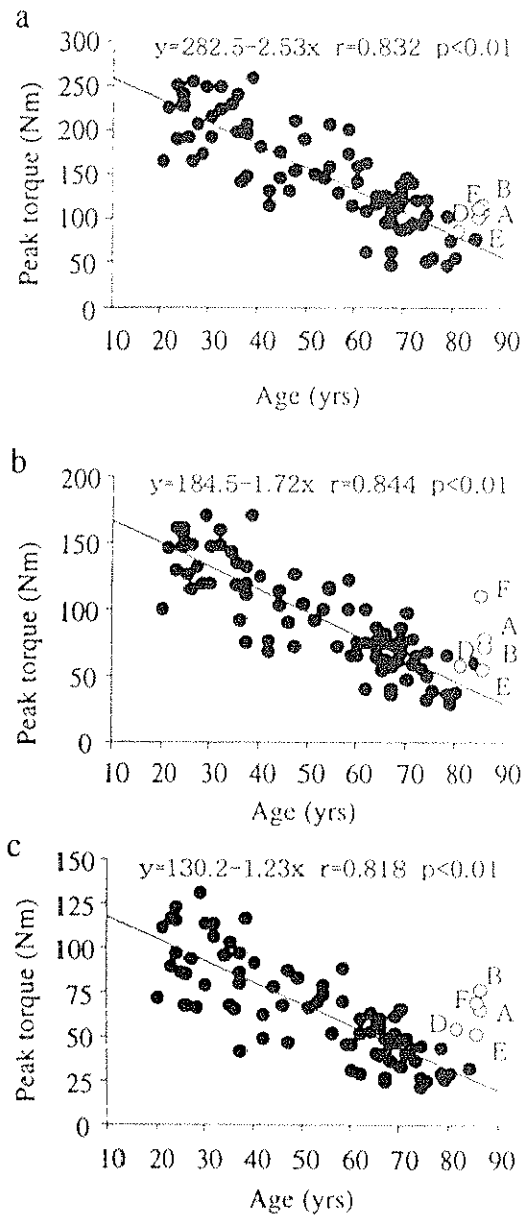 a
y=282.5-2.53x r=0.832 p<0.01
300
250
200
150
100
50
0
Peak torque (Nm)
F B
D A
E
10 20 30 40 50 60 70 80 90
Age (yrs)
b
y=184.5-1.72x r=0.844 p<0.01
200
150
100
50
0
Peak torque (Nm)
F
A
D B
E
10 20 30 40 50 60 70 80 90
Age (yrs)
c
y=130.2-1.23x r=0.818 p<0.01
150
125
100
75
50
25
0
Peak torque (Nm)
B
F A
D
E
10 20 30 40 50 60 70 80 90
Age (yrs)